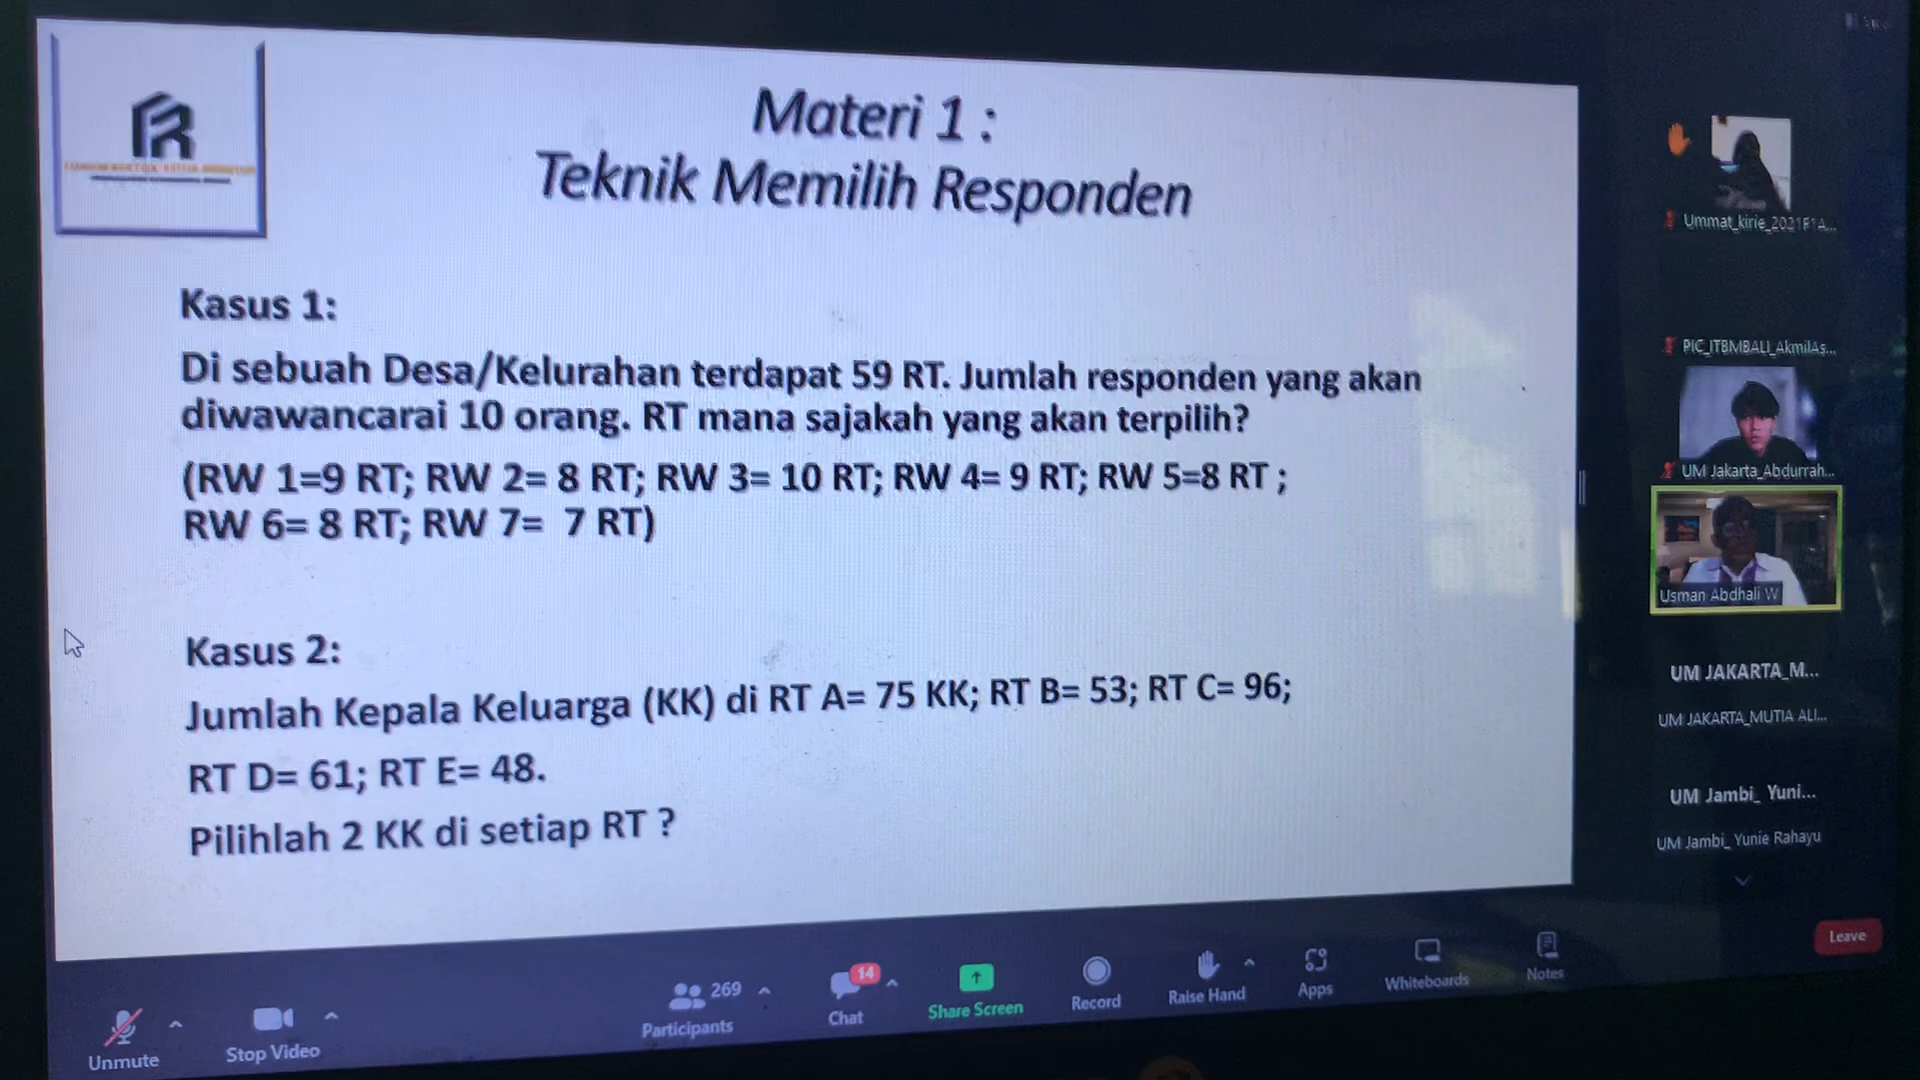 Materi 1 :
Teknik Memilih Responden
Kasus 1:
Di sebuah Desa/Kelurahan terdapat 59 RT. Jumlah responden yang akan
diwawancarai 10 orang. RT mana sajakah yang akan terpilih?
(RW 1=9 RT; RW 2= 8 RT; RW 3= 10 RT; RW 4= 9 RT; RW 5=8 RT ;
RW 6= 8 RT; RW 7= 7 RT)
Kasus 2:
Jumlah Kepala Keluarga (KK) di RT A= 75 KK; RT B= 53; RT C= 96;
RT D= 61; RT E= 48.
Pilihlah 2 KK di setiap RT ?
Ummat_kirie_2021F1A...
PIC_ITBMBALI_AkmilAs...
UM Jakarta_Abdurrah...
Usman Abdhali W
UM JAKARTA_M...
UM JAKARTA_MUTIA ALI...
UM Jambi_ Yuni...
UM Jambi_ Yunie Rahayu
Leave
Unmute
Stop Video
269
Participants
14
Chat
Share Screen
Record
Raise Hand
Apps
Whiteboards
Notes